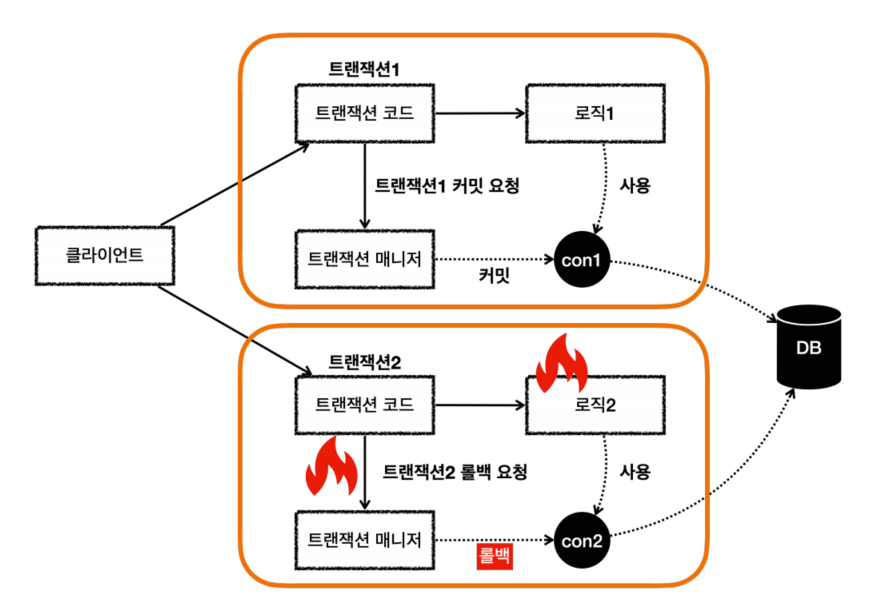 트랜잭션1
트랜잭션 코드
로직1
트랜잭션1 커밋 요청
사용
클라이언트
트랜잭션 매니저
커밋
con1
DB
트랜잭션2
트랜잭션 코드
로직2
트랜잭션2 롤백 요청
사용
트랜잭션 매니저
롤백
con2